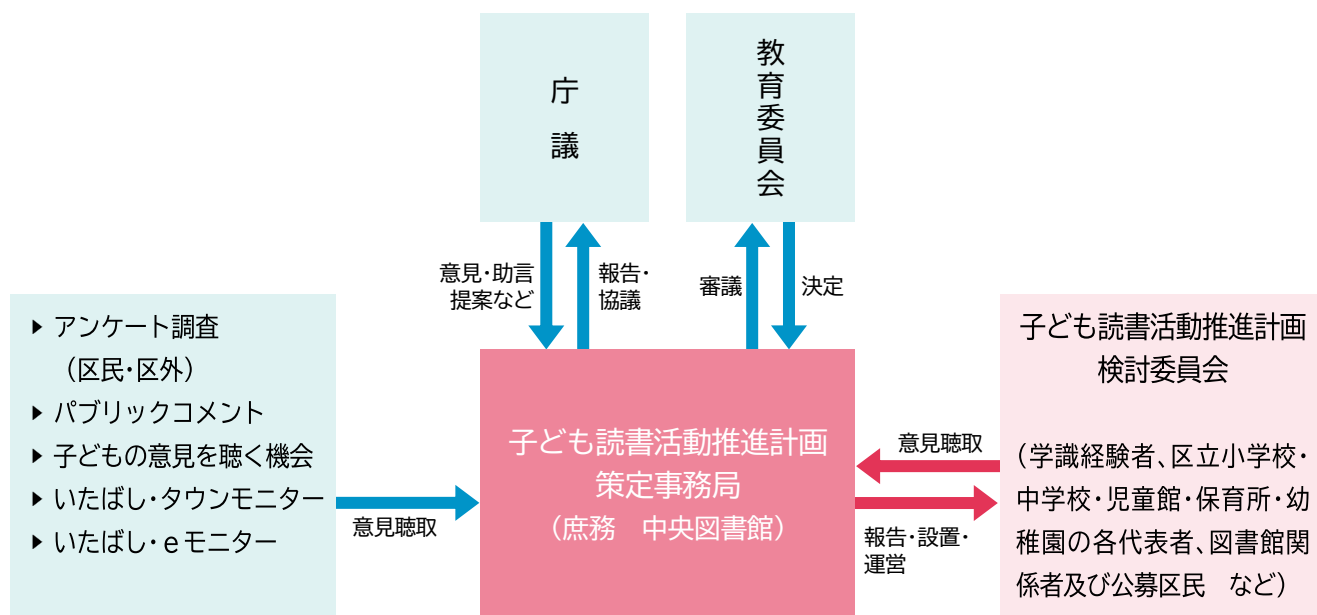 庁議
教育委員会
意見・助言
提案など
報告・
協議
審議
決定
▶ アンケート調査
（区民・区外）
▶ パブリックコメント
▶ 子どもの意見を聴く機会
▶ いたばし・タウンモニター
▶ いたばし・eモニター
意見聴取
子ども読書活動推進計画
策定事務局
（庶務　中央図書館）
意見聴取
報告・設置・
運営
子ども読書活動推進計画
検討委員会
（学識経験者、区立小学校・
中学校・児童館・保育所・幼
稚園の各代表者、図書館関
係者及び公募区民　など）